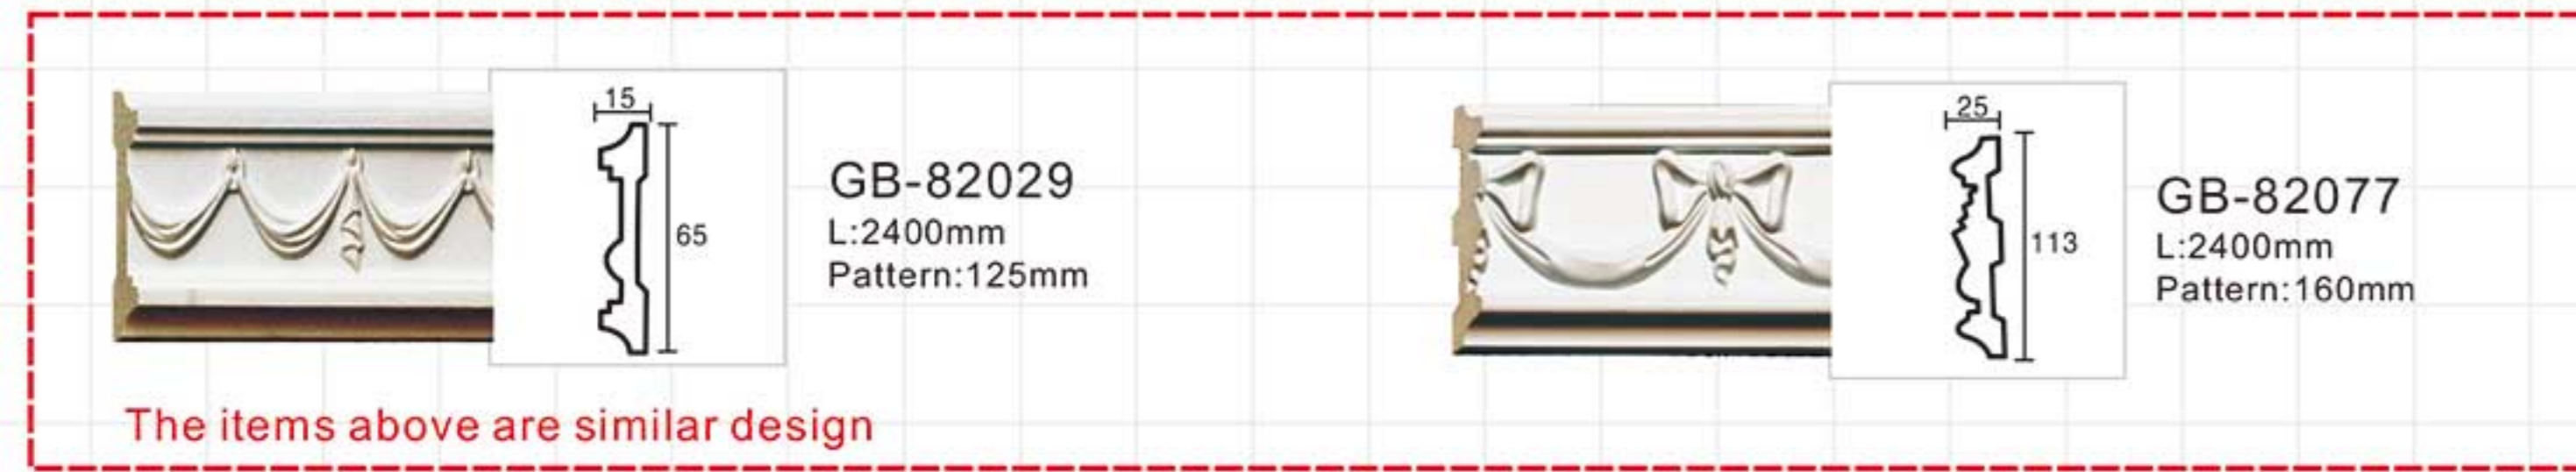 15
65
GB-82029
L:2400mm
Pattern:125mm
25
113
GB-82077
L:2400mm
Pattern:160mm
The items above are similar design